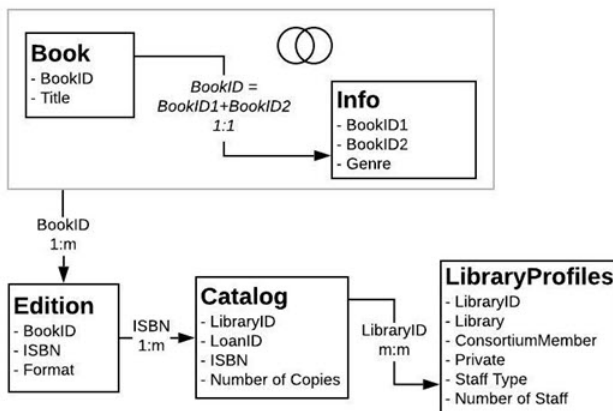 Book
- BookID
- Title
BookID =
BookID1+BookID2
1:1
Info
- BookID1
- BookID2
- Genre
BookID
1:m
Edition
- BookID
- ISBN
- Format
ISBN
1:m
Catalog
- LibraryID
- LoanID
- ISBN
- Number of Copies
LibraryID
m:m
LibraryProfiles
- LibraryID
- Library
- ConsortiumMember
- Private
- Staff Type
- Number of Staff